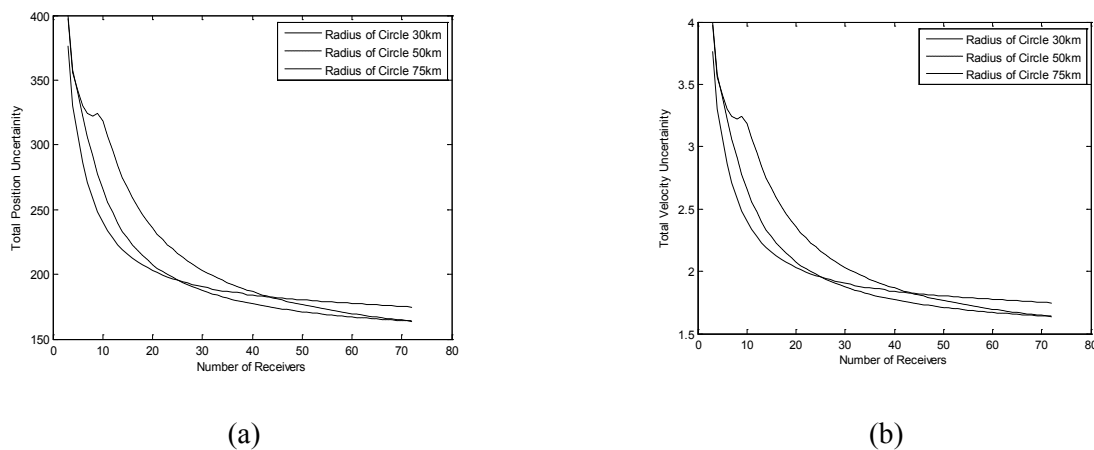 400
350
300
250
200
150
0
10
20
30
40
50
60
70
80
Total Position Uncertainity
Number of Receivers
Radius of Circle 30km
Radius of Circle 50km
Radius of Circle 75km
(a)
4
3.5
3
2.5
2
1.5
0
10
20
30
40
50
60
70
80
Total Velocity Uncertainity
Number of Receivers
Radius of Circle 30km
Radius of Circle 50km
Radius of Circle 75km
(b)